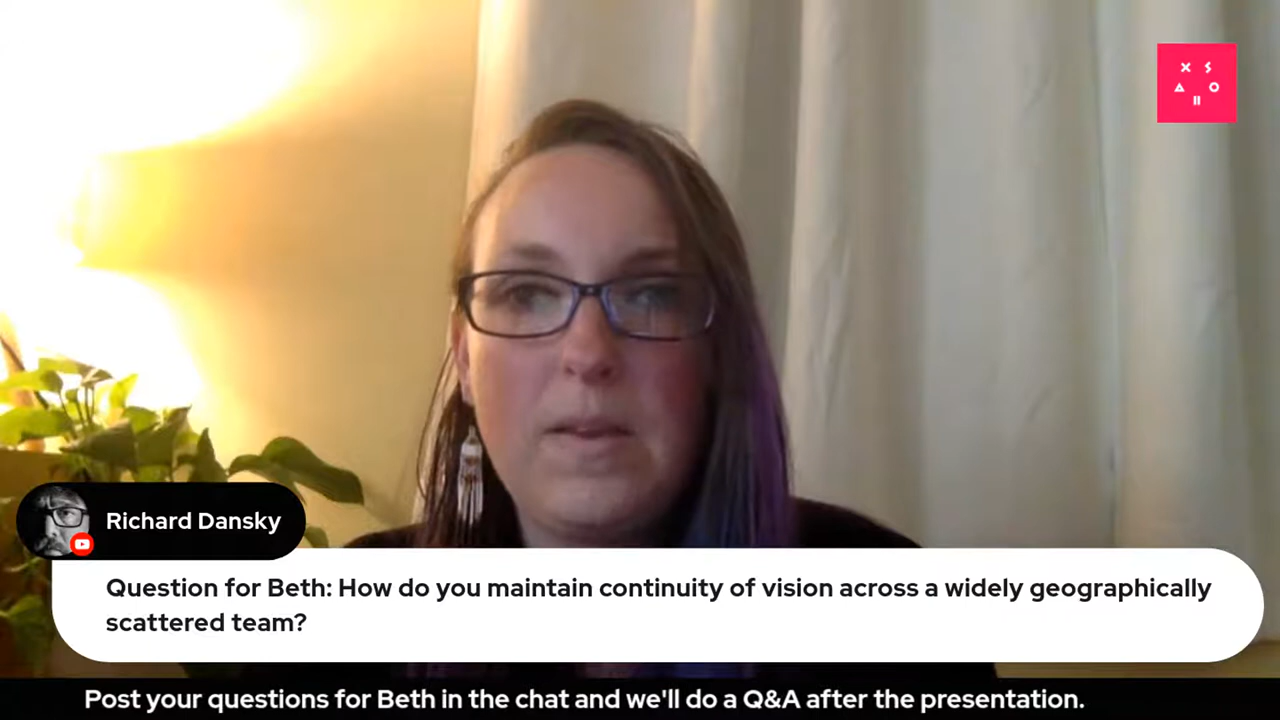 Richard Dansky
Question for Beth: How do you maintain continuity of vision across a widely geographically
scattered team?
Post your questions for Beth in the chat and we'll do a Q&A after the presentation.